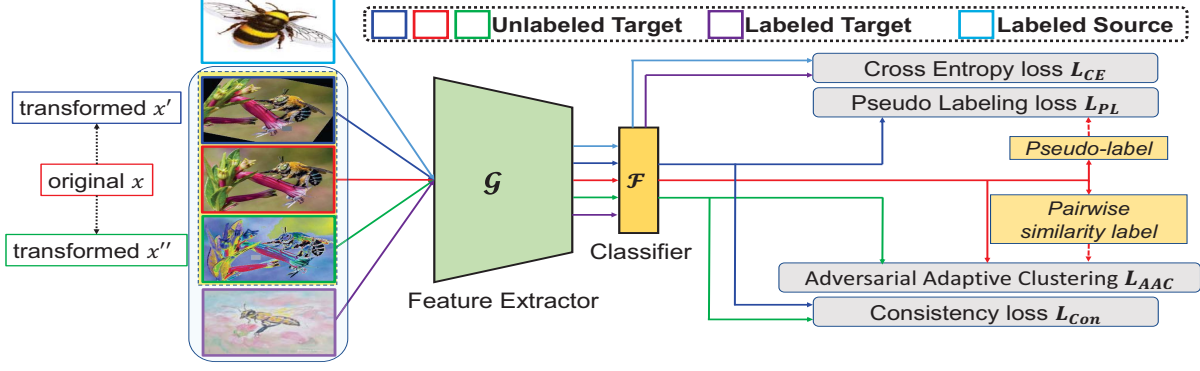 Unlabeled Target
Labeled Target
Labeled Source
transformed x′
original x
transformed x′′
G
Feature Extractor
F
Classifier
Cross Entropy loss L_CE
Pseudo Labeling loss L_PL
Pseudo-label
Pairwise
similarity label
Adversarial Adaptive Clustering L_AAC
Consistency loss L_Con